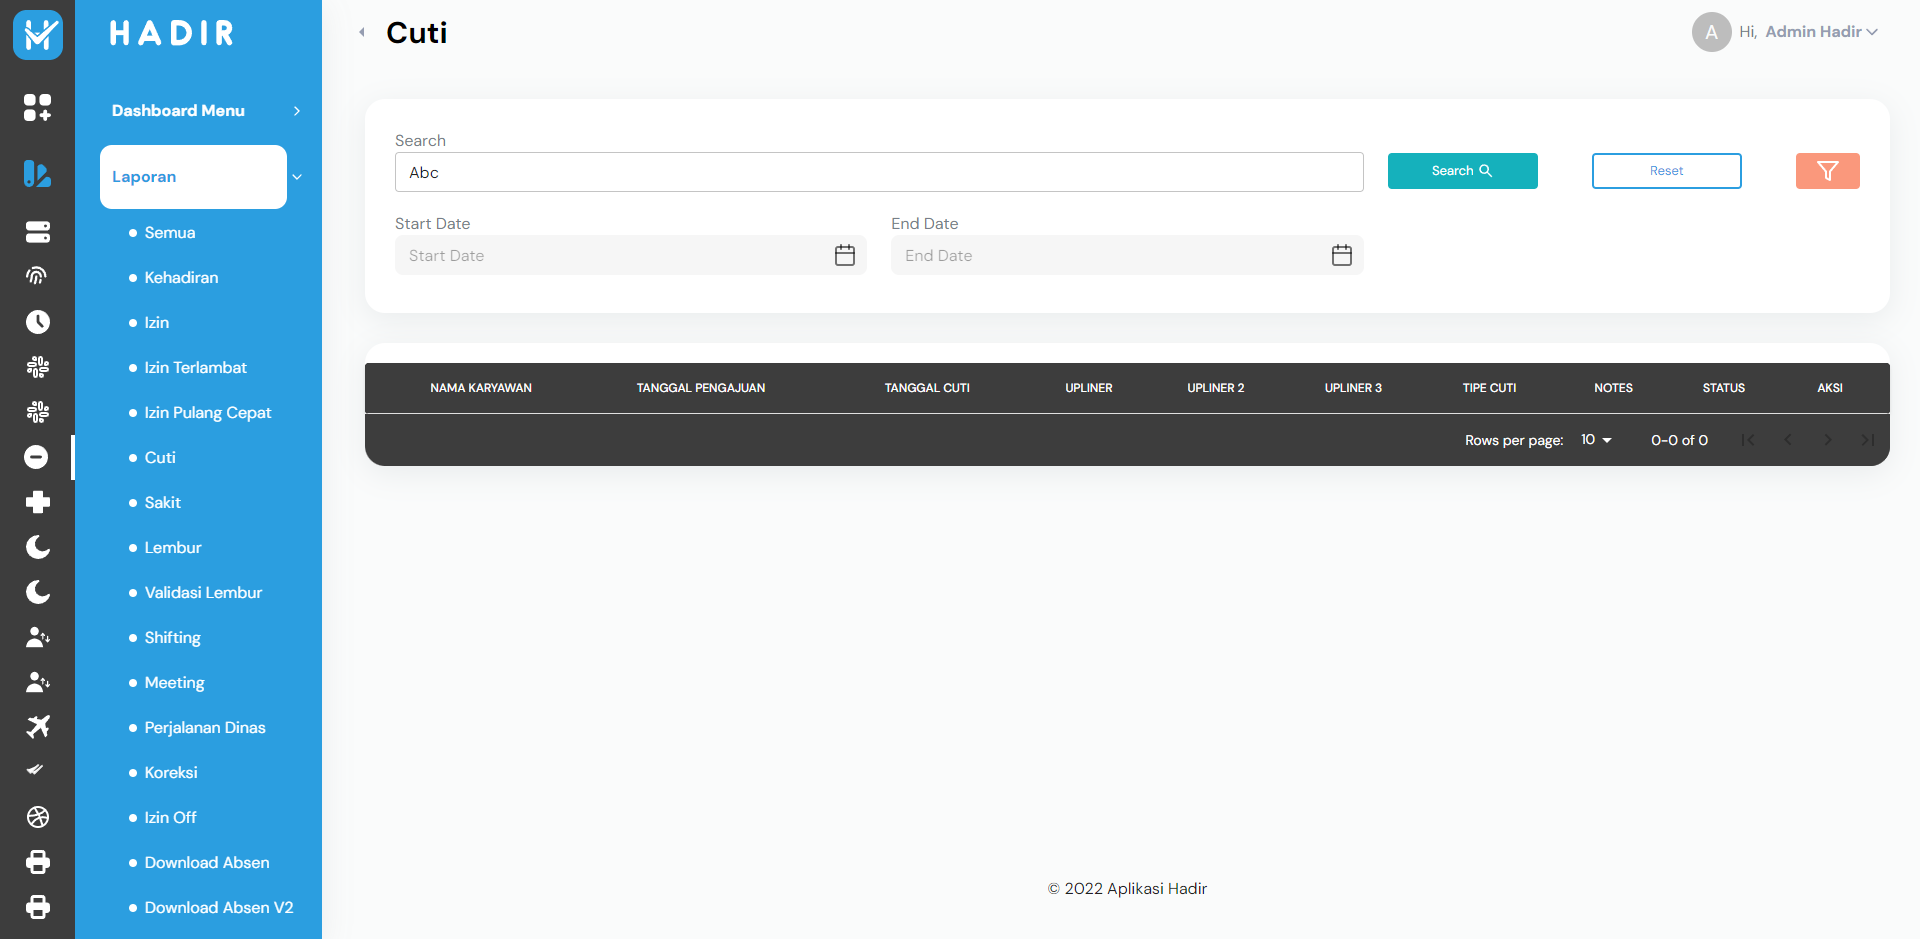 HADIR
Cuti
A Hi, Admin Hadir
Dashboard Menu
Laporan
Semua
Kehadiran
Izin
Izin Terlambat
Izin Pulang Cepat
Cuti
Sakit
Lembur
Validasi Lembur
Shifting
Meeting
Perjalanan Dinas
Koreksi
Izin Off
Download Absen
Download Absen V2
Search
Abc
Search
Reset
Start Date End Date
Start Date End Date
NAMA KARYAWAN TANGGAL PENGAJUAN TANGGAL CUTI UPLINER UPLINER 2 UPLINER 3 TIPE CUTI NOTES STATUS AKSI
Rows per page: 10 0-0 of 0
© 2022 Aplikasi Hadir